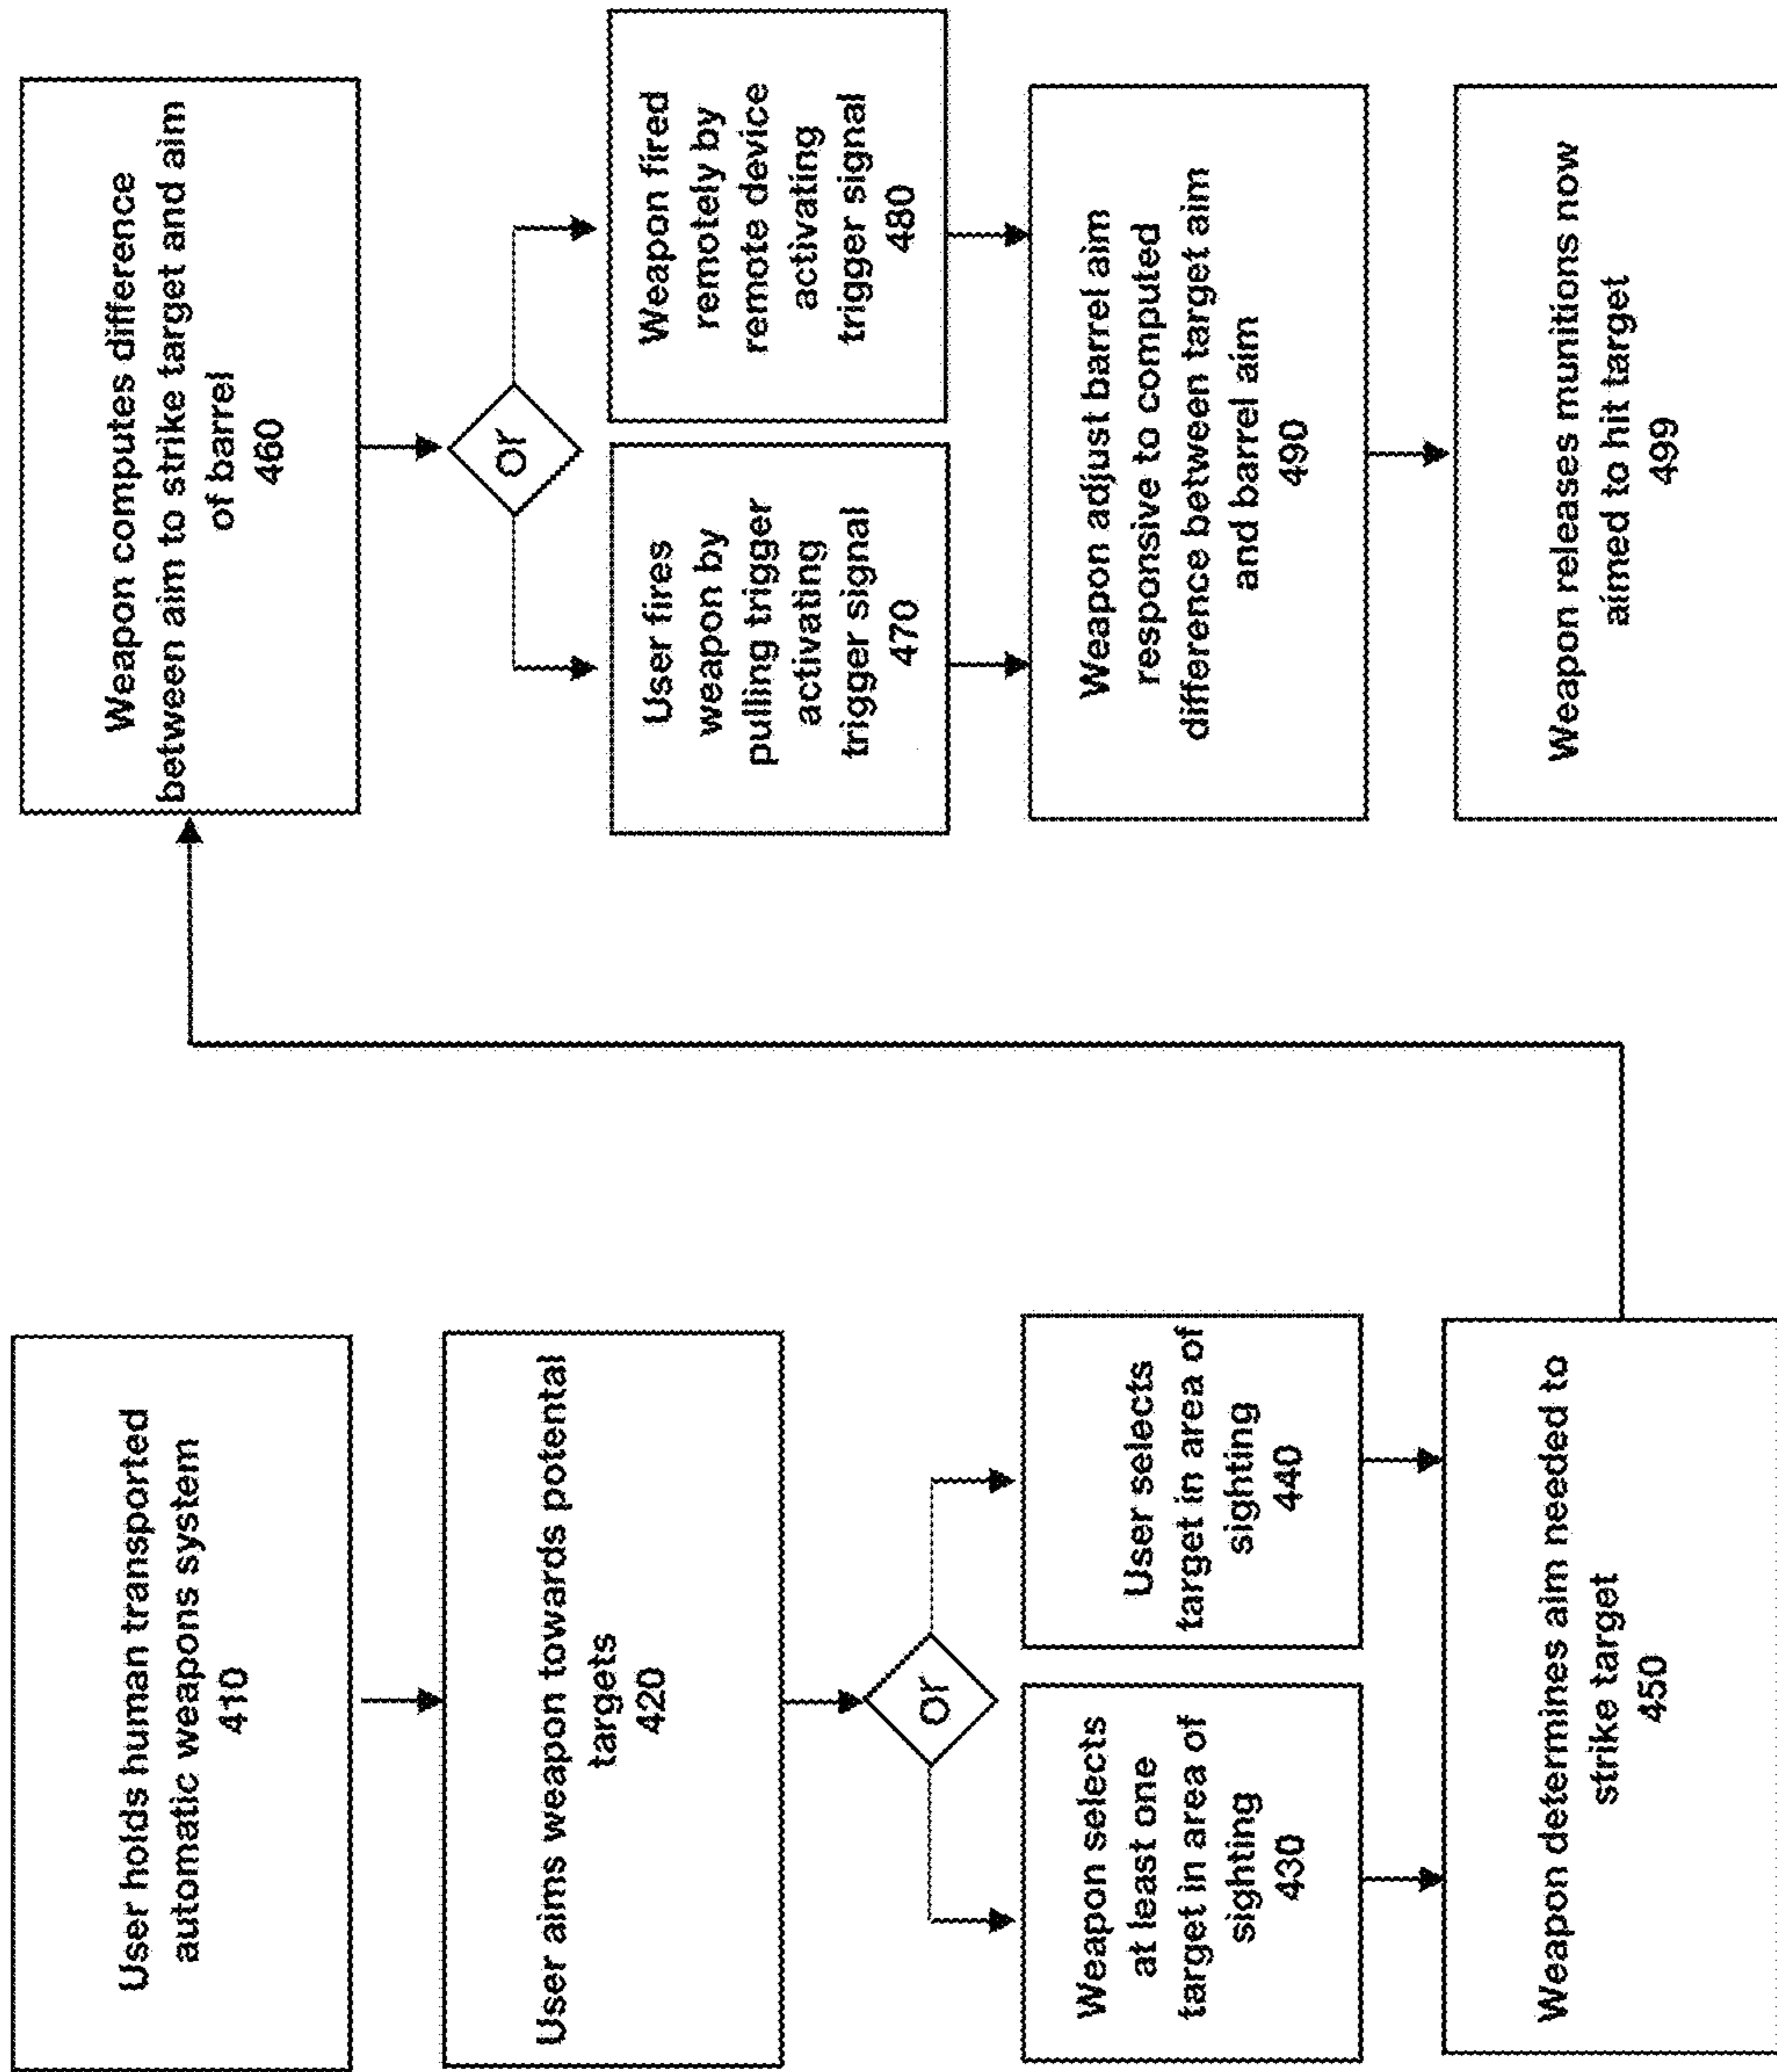 User holds human transported
automatic weapons system
410
User aims weapon towards potential
targets
420
or
Weapon selects
at least one
target in area of
sighting
430
User selects
target in area of
sighting
440
Weapon determines aim needed to
strike target
450
Weapon computes difference
between aim to strike target and aim
of barrel
460
or
User fires
weapon by
pulling trigger
activating
trigger signal
470
Weapon fired
remotely by
remote device
activating
trigger signal
480
Weapon adjust barrel aim
responsive to computed
difference between target aim
and barrel aim
490
Weapon releases munitions now
aimed to hit target
499